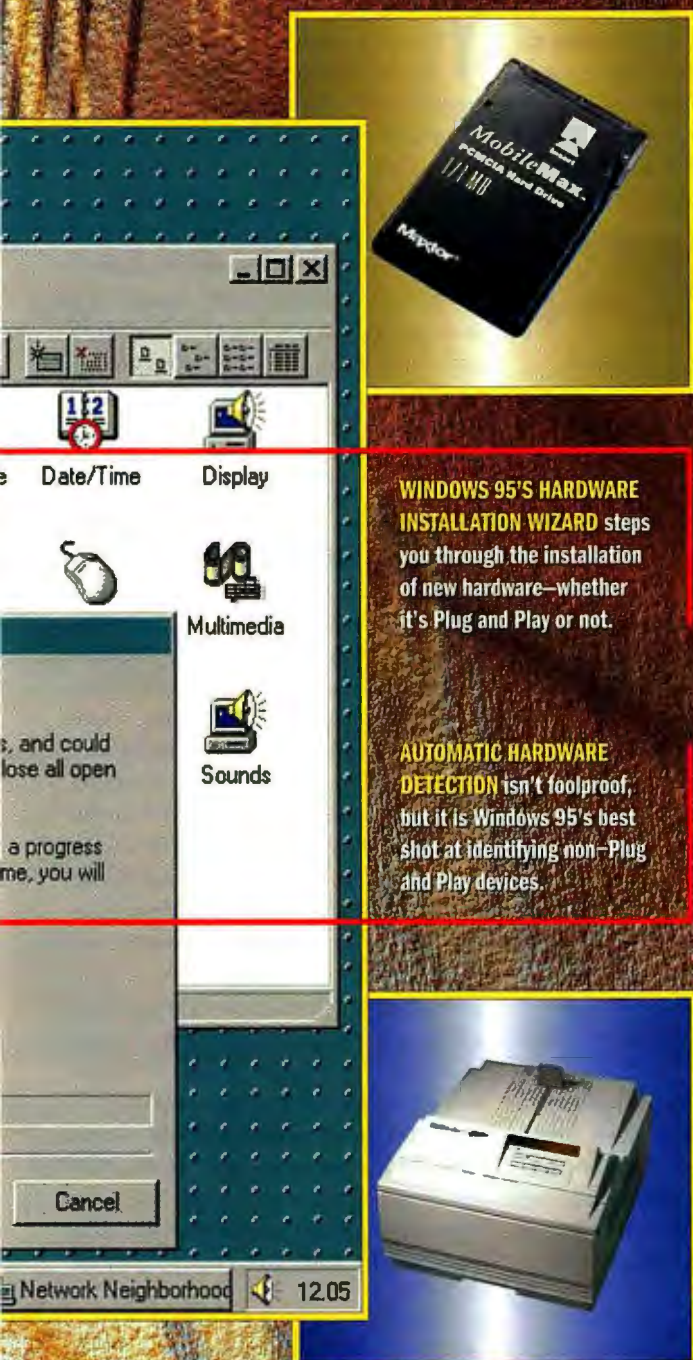 MobileMax™
PCMCIA Hard Drive
171 MB
Maxtor
Date/Time
Display
Multimedia
Sounds
s, and could
lose all open
a progress
me, you will
Cancel
Network Neighborhood
12:05
WINDOWS 95'S HARDWARE
INSTALLATION WIZARD steps
you through the installation
of new hardware—whether
it's Plug and Play or not.
AUTOMATIC HARDWARE
DETECTION isn't foolproof,
but it is Windows 95's best
shot at identifying non–Plug
and Play devices.